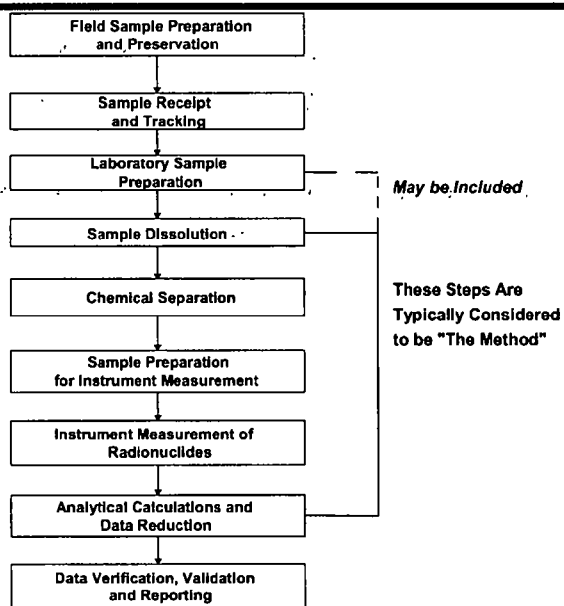 Field Sample Preparation
and Preservation
Sample Receipt
and Tracking
Laboratory Sample
Preparation
May be Included
Sample Dissolution
Chemical Separation
These Steps Are
Typically Considered
to be "The Method"
Sample Preparation
for Instrument Measurement
Instrument Measurement of
Radionuclides
Analytical Calculations and
Data Reduction
Data Verification, Validation
and Reporting